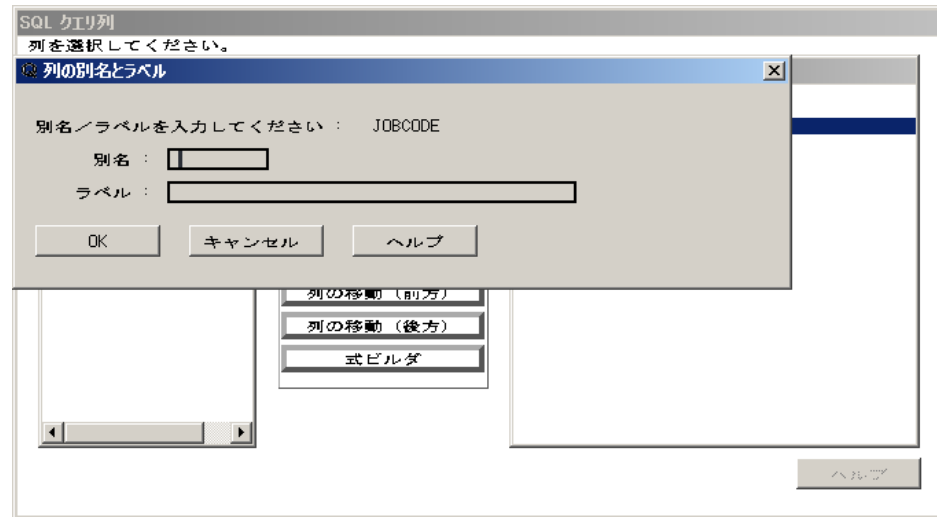 SQL クエリ列
列を選択してください。
列の別名とラベル
別名／ラベルを入力してください： JOBCODE
別名：
ラベル：
OK キャンセル ヘルプ
列の移動（前方）
列の移動（後方）
式ビルダ
ヘルプ